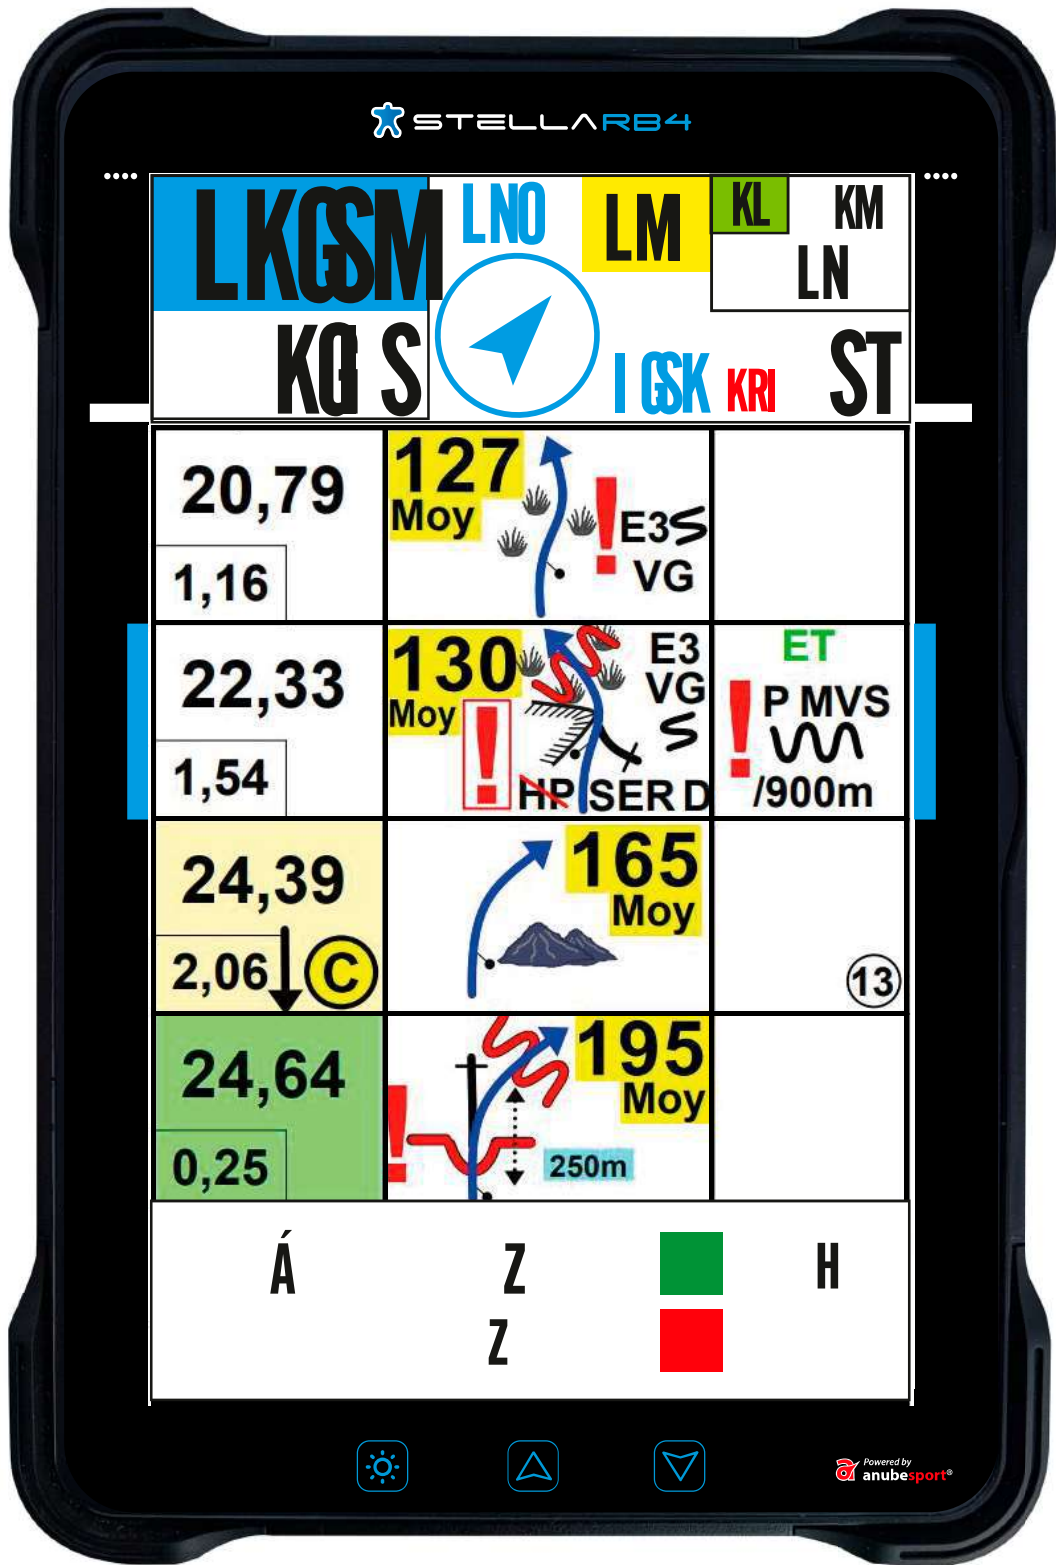 STELLARB4
LKGSM
LNO
LM
KL
KM
LN
KGI S
I GSK
KRI
ST
20,79
1,16
127
Moy
E3S
VG
22,33
1,54
130
Moy
E3
VG
S
HP/SER D
ET
P MVS
/900m
24,39
2,06
C
165
Moy
13
24,64
0,25
195
Moy
250m
Á
Z
H
Z
Powered by
anubesport®